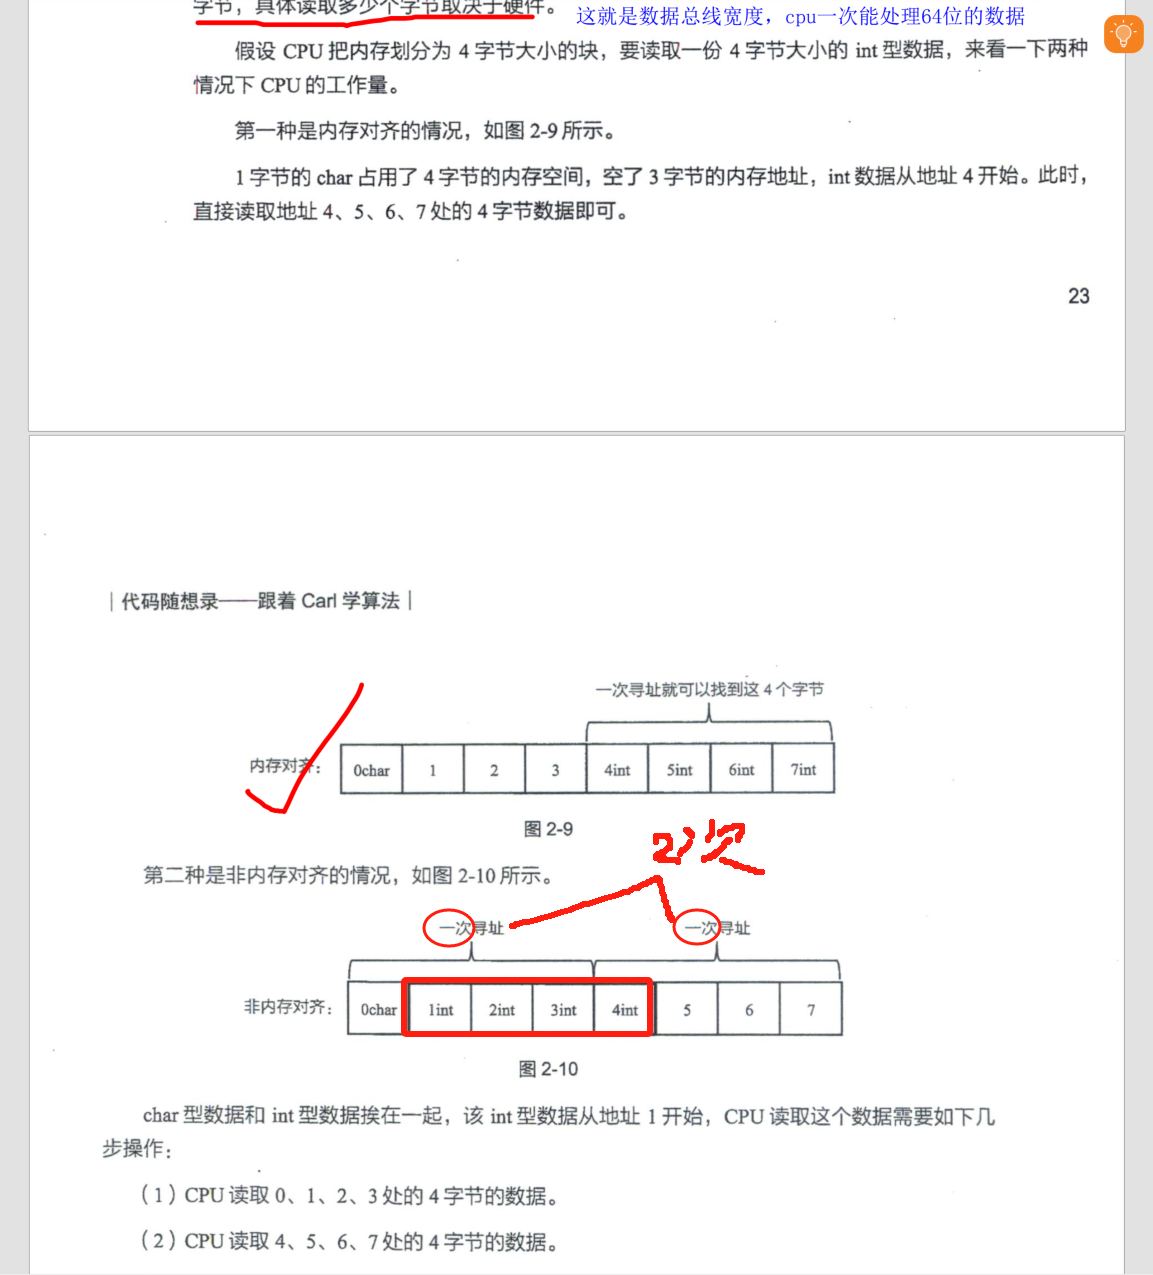 字节，具体读取多少个字节取决于硬件。 这就是数据总线宽度，cpu一次能处理64位的数据
假设 CPU 把内存划分为 4 字节大小的块，要读取一份 4 字节大小的 int 型数据，来看一下两种
情况下 CPU 的工作量。
第一种是内存对齐的情况，如图 2-9 所示。
1 字节的 char 占用了 4 字节的内存空间，空了 3 字节的内存地址，int 数据从地址 4 开始。此时，
直接读取地址 4、5、6、7 处的 4 字节数据即可。
23
| 代码随想录——跟着 Carl 学算法 |
一次寻址就可以找到这 4 个字节
内存对齐： 0char 1 2 3 4int 5int 6int 7int
图 2-9
2次
第二种是非内存对齐的情况，如图 2-10 所示。
一次寻址 一次寻址
非内存对齐： 0char 1int 2int 3int 4int 5 6 7
图 2-10
char 型数据和 int 型数据挨在一起，该 int 型数据从地址 1 开始，CPU 读取这个数据需要如下几
步操作：
（1）CPU 读取 0、1、2、3 处的 4 字节的数据。
（2）CPU 读取 4、5、6、7 处的 4 字节的数据。